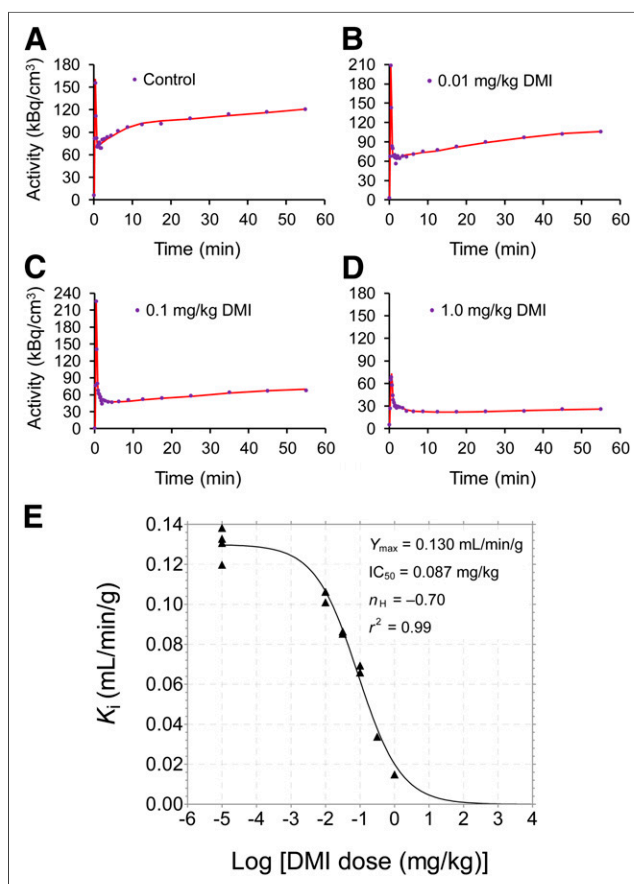 A
180
150
120
90
60
30
0
Activity (kBq/cm³)
Control
0 10 20 30 40 50 60
Time (min)
B
210
180
150
120
90
60
30
0
0.01 mg/kg DMI
0 10 20 30 40 50 60
Time (min)
C
240
210
180
150
120
90
60
30
0
Activity (kBq/cm³)
0.1 mg/kg DMI
0 10 20 30 40 50 60
Time (min)
D
180
150
120
90
60
30
0
1.0 mg/kg DMI
0 10 20 30 40 50 60
Time (min)
E
0.14
0.12
0.10
0.08
0.06
0.04
0.02
0.00
Ki (mL/min/g)
Ymax = 0.130 mL/min/g
IC50 = 0.087 mg/kg
nH = –0.70
r² = 0.99
-6 -5 -4 -3 -2 -1 0 1 2 3 4
Log [DMI dose (mg/kg)]